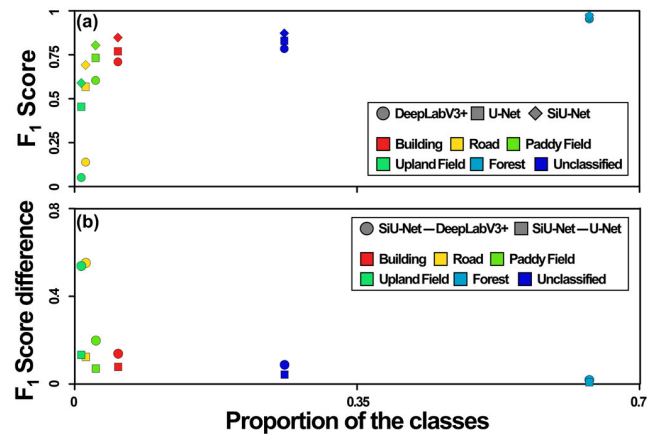 (a)
1
0.75
0.5
0.25
0
F1 Score
DeepLabV3+ U-Net SiU-Net
Building Road Paddy Field
Upland Field Forest Unclassified
(b)
0.8
0.4
0
F1 Score difference
SiU-Net—DeepLabV3+ SiU-Net—U-Net
Building Road Paddy Field
Upland Field Forest Unclassified
0 0.35 0.7
Proportion of the classes